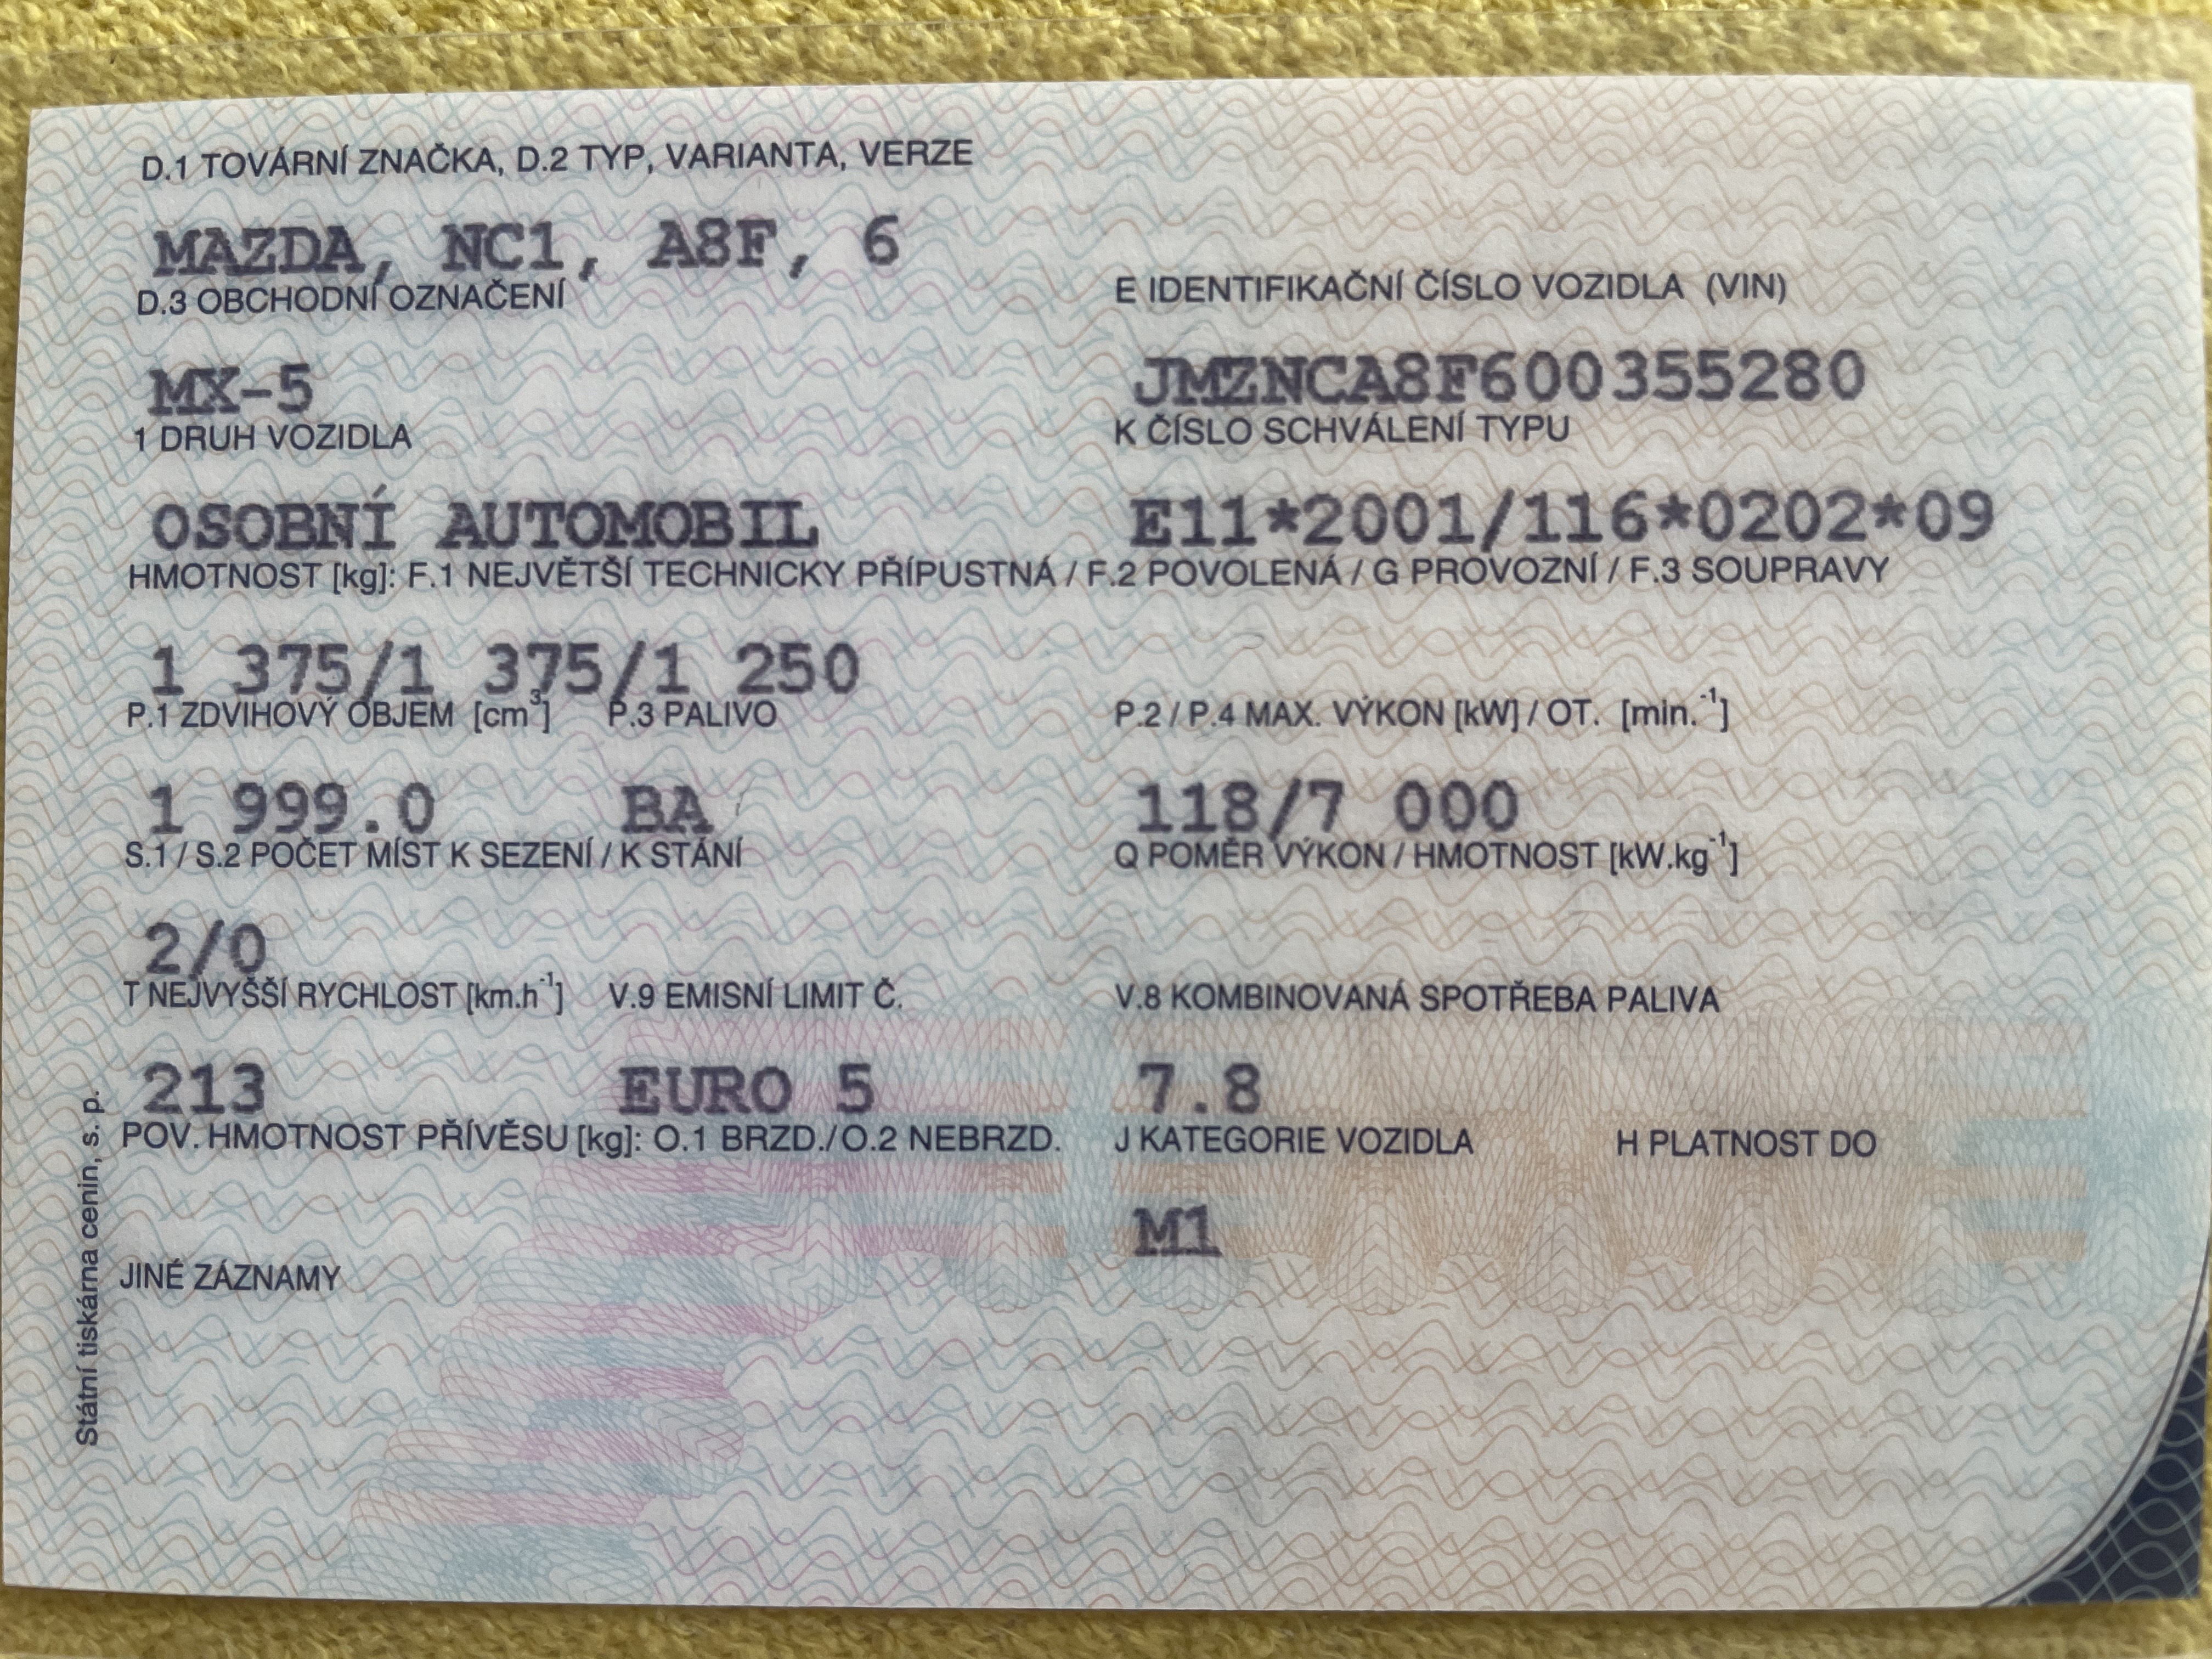 D.1 TOVÁRNÍ ZNAČKA, D.2 TYP, VARIANTA, VERZE
MAZDA, NC1, A8F, 6
D.3 OBCHODNÍ OZNAČENÍ E IDENTIFIKAČNÍ ČÍSLO VOZIDLA (VIN)
MX-5 JMZNCA8F600355280
1 DRUH VOZIDLA K ČÍSLO SCHVÁLENÍ TYPU
OSOBNÍ AUTOMOBIL E11*2001/116*0202*09
HMOTNOST [kg]: F.1 NEJVĚTŠÍ TECHNICKY PŘÍPUSTNÁ / F.2 POVOLENÁ / G PROVOZNÍ / F.3 SOUPRAVY
1 375/1 375/1 250
P.1 ZDVIHOVÝ OBJEM [cm³] P.3 PALIVO P.2 / P.4 MAX. VÝKON [kW] / OT. [min.⁻¹]
1 999.0 BA 118/7 000
S.1 / S.2 POČET MÍST K SEZENÍ / K STÁNÍ Q POMĚR VÝKON / HMOTNOST [kW.kg⁻¹]
2/0
T NEJVYŠŠÍ RYCHLOST [km.h⁻¹] V.9 EMISNÍ LIMIT Č. V.8 KOMBINOVANÁ SPOTŘEBA PALIVA
213 EURO 5 7.8
POV. HMOTNOST PŘÍVĚSU [kg]: O.1 BRZD./O.2 NEBRZD. J KATEGORIE VOZIDLA H PLATNOST DO
M1
JINÉ ZÁZNAMY
Státní tiskárna cenin, s. p.